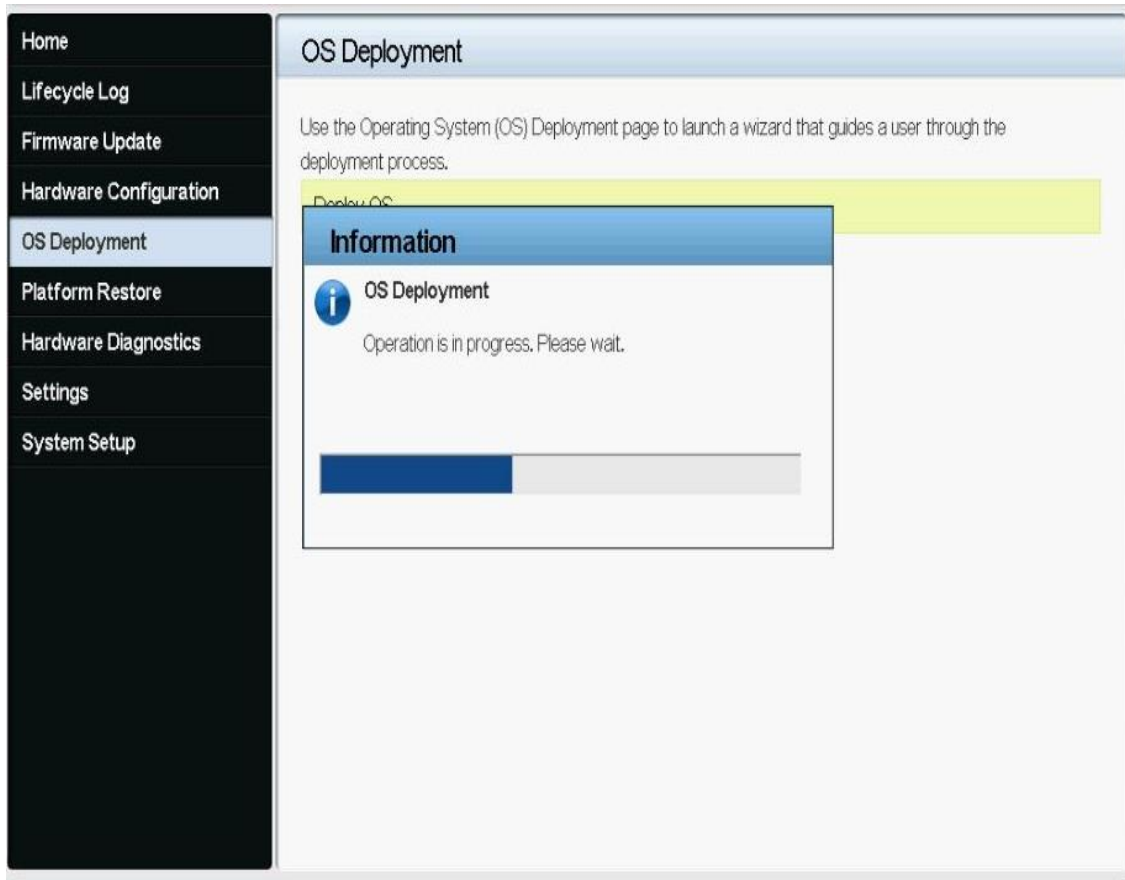 Home
Lifecycle Log
Firmware Update
Hardware Configuration
OS Deployment
Platform Restore
Hardware Diagnostics
Settings
System Setup
OS Deployment
Use the Operating System (OS) Deployment page to launch a wizard that guides a user through the
deployment process.
Deploy OS
Information
OS Deployment
Operation is in progress. Please wait.